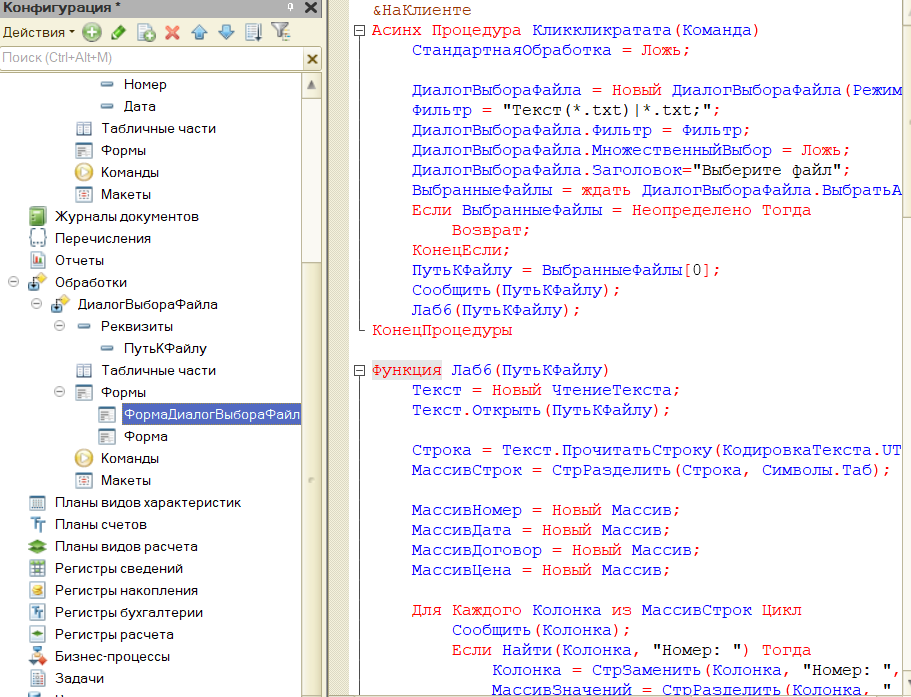 Конфигурация *
Действия
Поиск (Ctrl+Alt+M)
Номер
Дата
Табличные части
Формы
Команды
Макеты
Журналы документов
Перечисления
Отчеты
Обработки
ДиалогВыбораФайла
Реквизиты
ПутьКФайлу
Табличные части
Формы
ФормаДиалогВыбораФайл
Форма
Команды
Макеты
Планы видов характеристик
Планы счетов
Планы видов расчета
Регистры сведений
Регистры накопления
Регистры бухгалтерии
Регистры расчета
Бизнес-процессы
Задачи
&НаКлиенте
Асинх Процедура Кликкликратата(Команда)
СтандартнаяОбработка = Ложь;
ДиалогВыбораФайла = Новый ДиалогВыбораФайла(Режим
Фильтр = "Текст(*.txt)|*.txt;";
ДиалогВыбораФайла.Фильтр = Фильтр;
ДиалогВыбораФайла.МножественныйВыбор = Ложь;
ДиалогВыбораФайла.Заголовок="Выберите файл";
ВыбранныеФайлы = ждать ДиалогВыбораФайла.ВыбратьА
Если ВыбранныеФайлы = Неопределено Тогда
Возврат;
КонецЕсли;
ПутьКФайлу = ВыбранныеФайлы[0];
Сообщить(ПутьКФайлу);
Лаб6(ПутьКФайлу);
КонецПроцедуры
Функция Лаб6(ПутьКФайлу)
Текст = Новый ЧтениеТекста;
Текст.Открыть(ПутьКФайлу);
Строка = Текст.ПрочитатьСтроку(КодировкаТекста.UT
МассивСтрок = СтрРазделить(Строка, Символы.Таб);
МассивНомер = Новый Массив;
МассивДата = Новый Массив;
МассивДоговор = Новый Массив;
МассивЦена = Новый Массив;
Для Каждого Колонка из МассивСтрок Цикл
Сообщить(Колонка);
Если Найти(Колонка, "Номер: ") Тогда
Колонка = СтрЗаменить(Колонка, "Номер: ",
МассивЗначений = СтрРазделить(Колонка, "